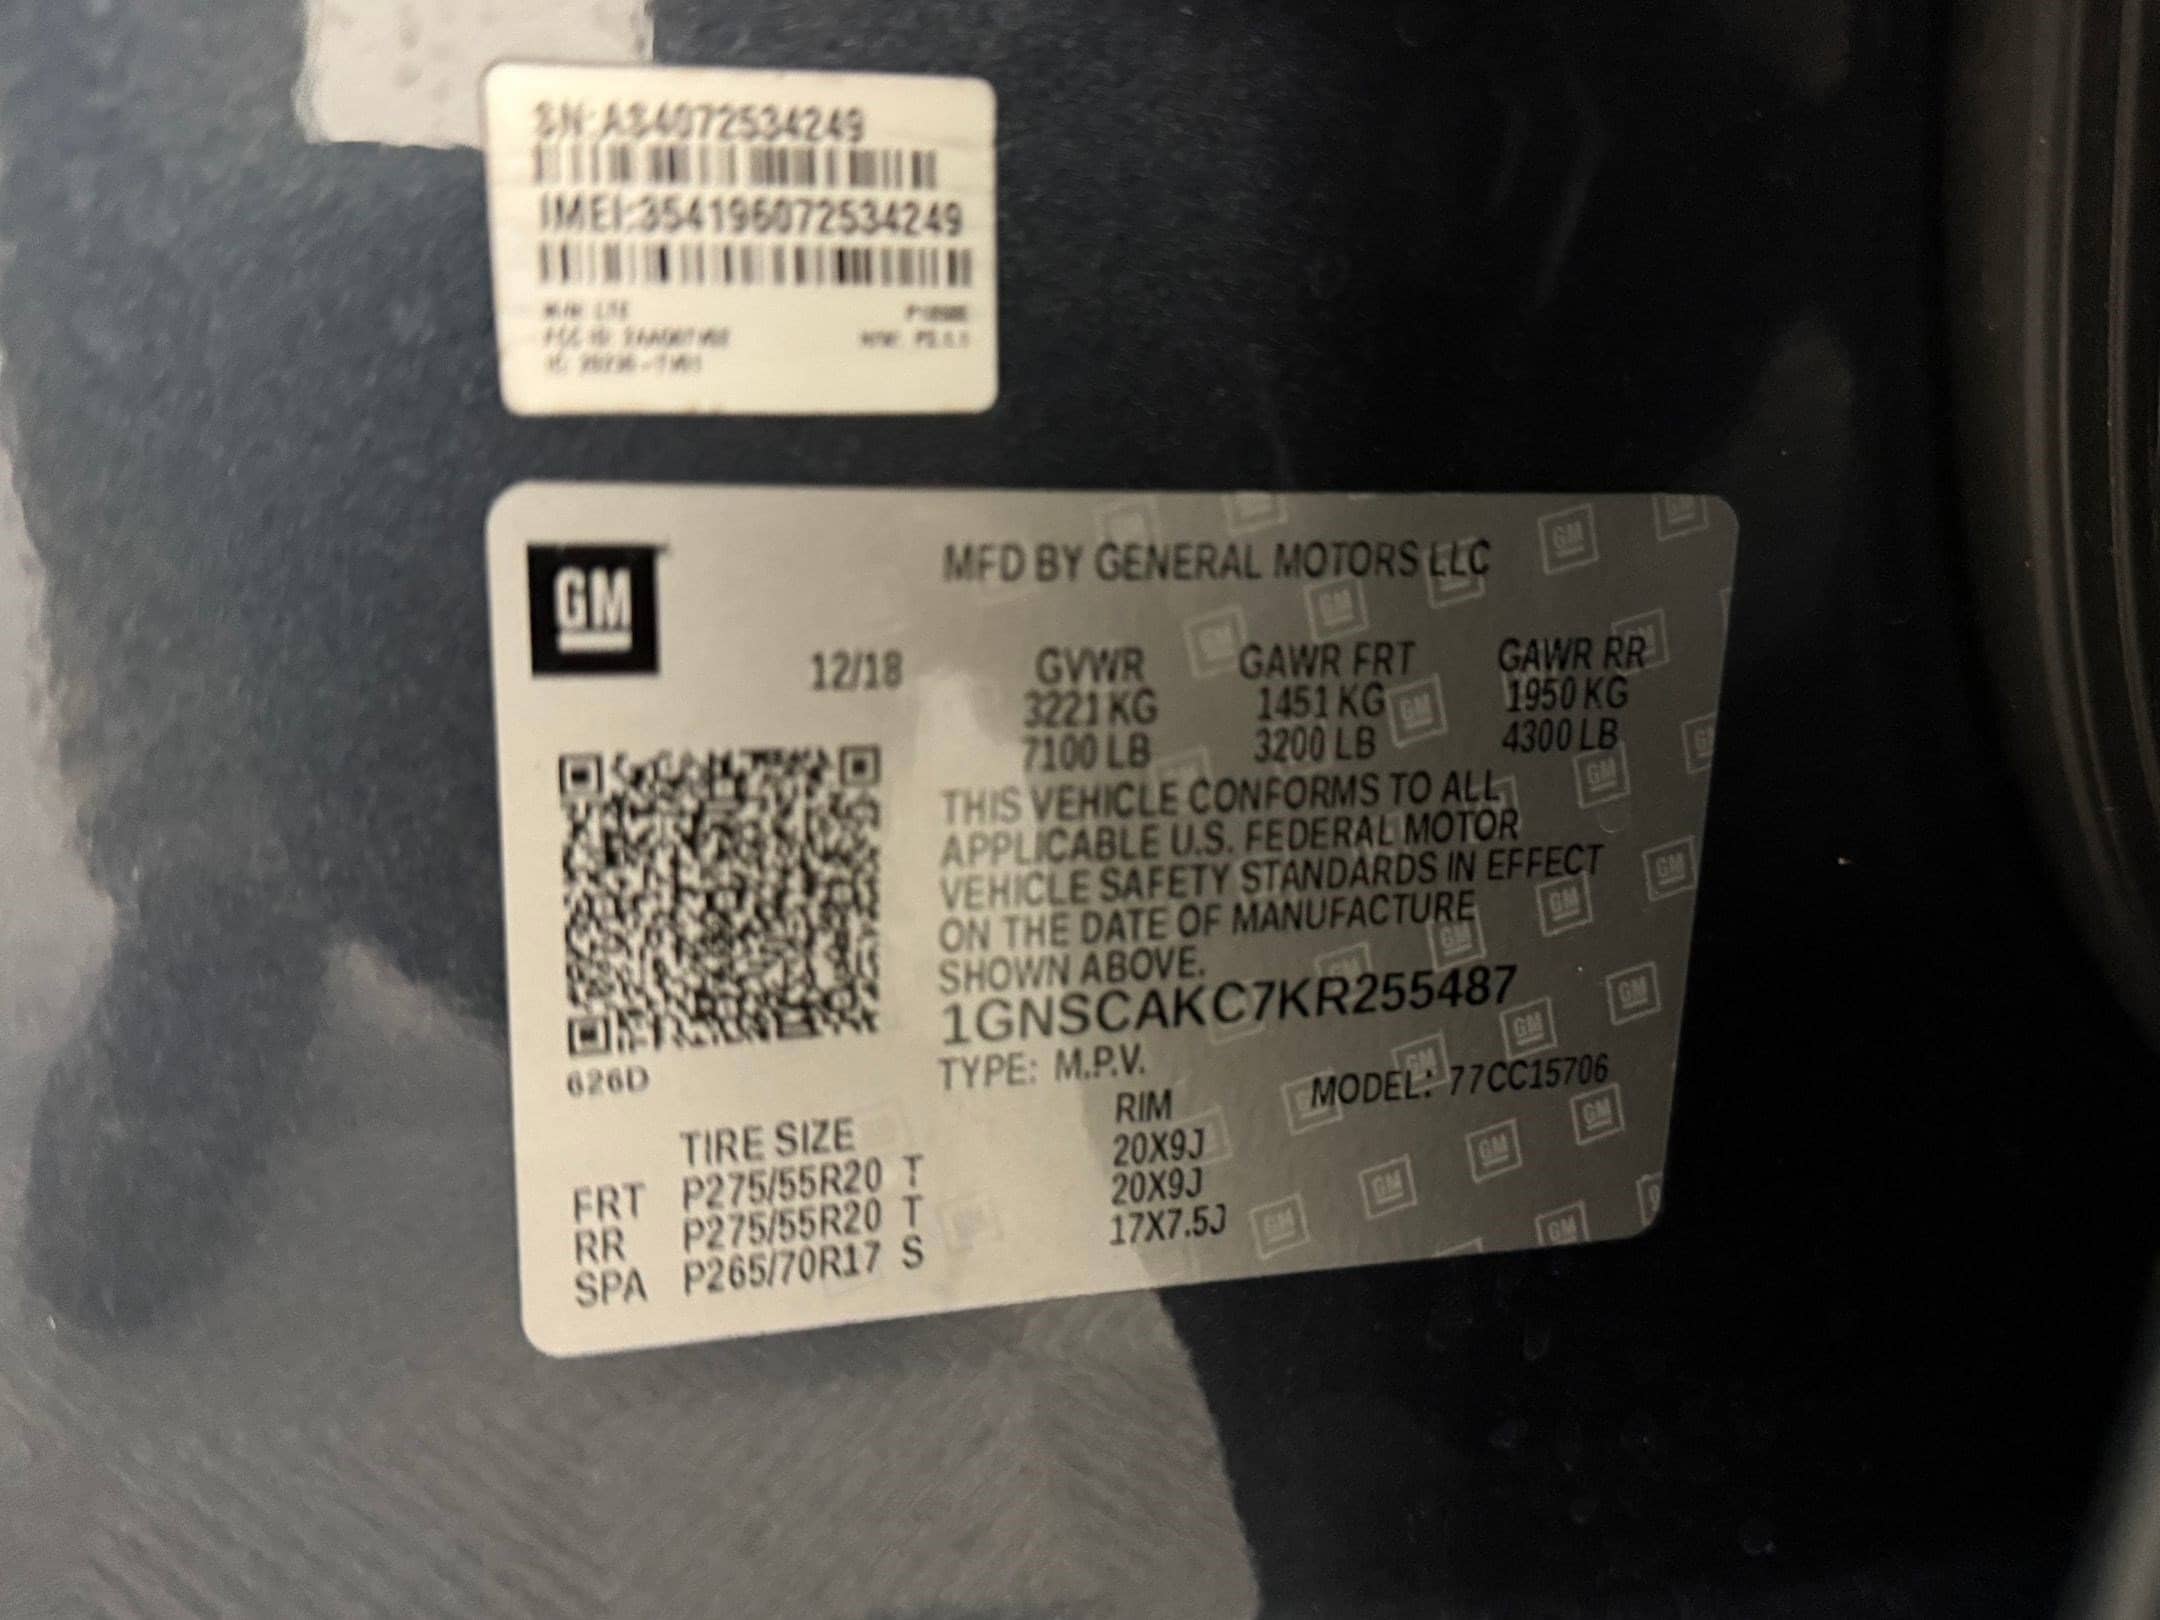 SN:AS4072534249
IMEI:354196072534249
LTE
GM
MFD BY GENERAL MOTORS LLC
12/18 GVWR GAWR FRT GAWR RR
3221 KG 1451 KG 1950 KG
7100 LB 3200 LB 4300 LB
THIS VEHICLE CONFORMS TO ALL
APPLICABLE U.S. FEDERAL MOTOR
VEHICLE SAFETY STANDARDS IN EFFECT
ON THE DATE OF MANUFACTURE
SHOWN ABOVE.
1GNSCAKC7KR255487
626D
TYPE: M.P.V. MODEL: 77CC15706
TIRE SIZE RIM
FRT P275/55R20 T 20X9J
RR P275/55R20 T 20X9J
SPA P265/70R17 S 17X7.5J